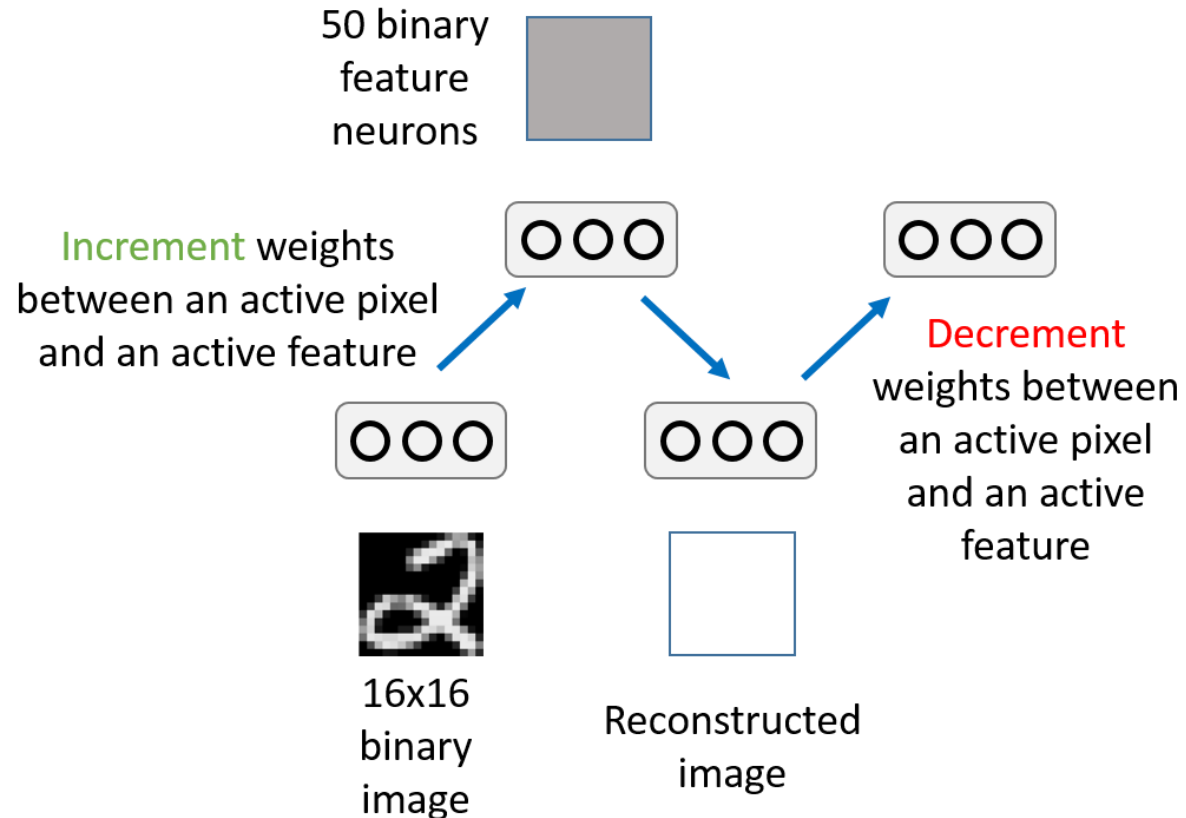 50 binary
feature
neurons
Increment weights
between an active pixel
and an active feature
Decrement
weights between
an active pixel
and an active
feature
16x16
binary
image
Reconstructed
image